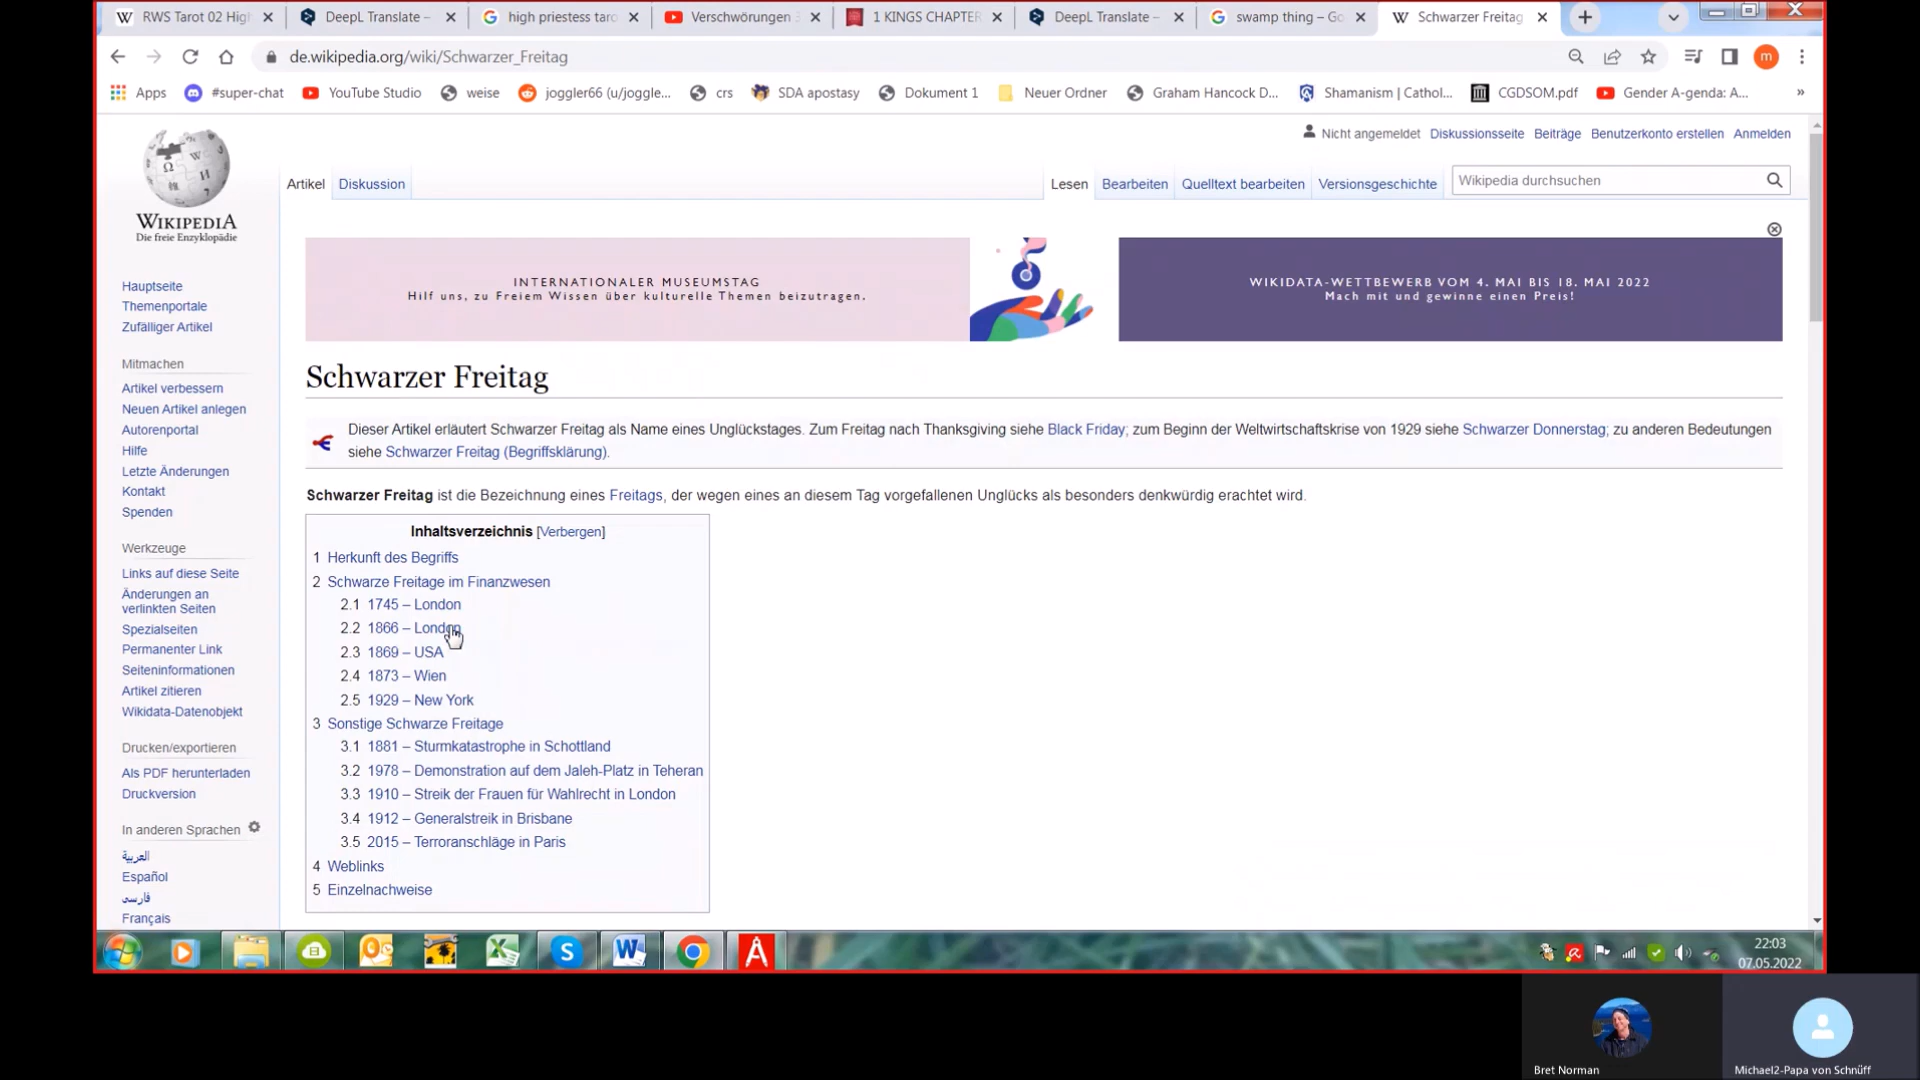 RWS Tarot 02 Higl
DeepL Translate –
high priestess taro
Verschwörungen
1 KINGS CHAPTER
DeepL Translate –
swamp thing – Go
Schwarzer Freitag
de.wikipedia.org/wiki/Schwarzer_Freitag
m
Apps
#super-chat
YouTube Studio
weise
joggler66 (u/joggle...
crs
SDA apostasy
Dokument 1
Neuer Ordner
Graham Hancock D...
Shamanism | Cathol...
CGDSOM.pdf
Gender A-genda: A...
»
Nicht angemeldet Diskussionsseite Beiträge Benutzerkonto erstellen Anmelden
Artikel Diskussion
Lesen Bearbeiten Quelltext bearbeiten Versionsgeschichte
Wikipedia durchsuchen
WIKIPEDIA
Die freie Enzyklopädie
Hauptseite
Themenportale
Zufälliger Artikel
Mitmachen
Artikel verbessern
Neuen Artikel anlegen
Autorenportal
Hilfe
Letzte Änderungen
Kontakt
Spenden
Werkzeuge
Links auf diese Seite
Änderungen an
verlinkten Seiten
Spezialseiten
Permanenter Link
Seiteninformationen
Artikel zitieren
Wikidata-Datenobjekt
Drucken/exportieren
Als PDF herunterladen
Druckversion
In anderen Sprachen
العربية
Español
فارسی
Français
INTERNATIONALER MUSEUMSTAG
Hilf uns, zu Freiem Wissen über kulturelle Themen beizutragen.
WIKIDATA-WETTBEWERB VOM 4. MAI BIS 18. MAI 2022
Mach mit und gewinne einen Preis!
Schwarzer Freitag
Dieser Artikel erläutert Schwarzer Freitag als Name eines Unglückstages. Zum Freitag nach Thanksgiving siehe Black Friday; zum Beginn der Weltwirtschaftskrise von 1929 siehe Schwarzer Donnerstag; zu anderen Bedeutungen
siehe Schwarzer Freitag (Begriffsklärung).
Schwarzer Freitag ist die Bezeichnung eines Freitags, der wegen eines an diesem Tag vorgefallenen Unglücks als besonders denkwürdig erachtet wird.
Inhaltsverzeichnis [Verbergen]
1 Herkunft des Begriffs
2 Schwarze Freitage im Finanzwesen
2.1 1745 – London
2.2 1866 – London
2.3 1869 – USA
2.4 1873 – Wien
2.5 1929 – New York
3 Sonstige Schwarze Freitage
3.1 1881 – Sturmkatastrophe in Schottland
3.2 1978 – Demonstration auf dem Jaleh-Platz in Teheran
3.3 1910 – Streik der Frauen für Wahlrecht in London
3.4 1912 – Generalstreik in Brisbane
3.5 2015 – Terroranschläge in Paris
4 Weblinks
5 Einzelnachweise
22:03
07.05.2022
Bret Norman
Michael2-Papa von Schnüff